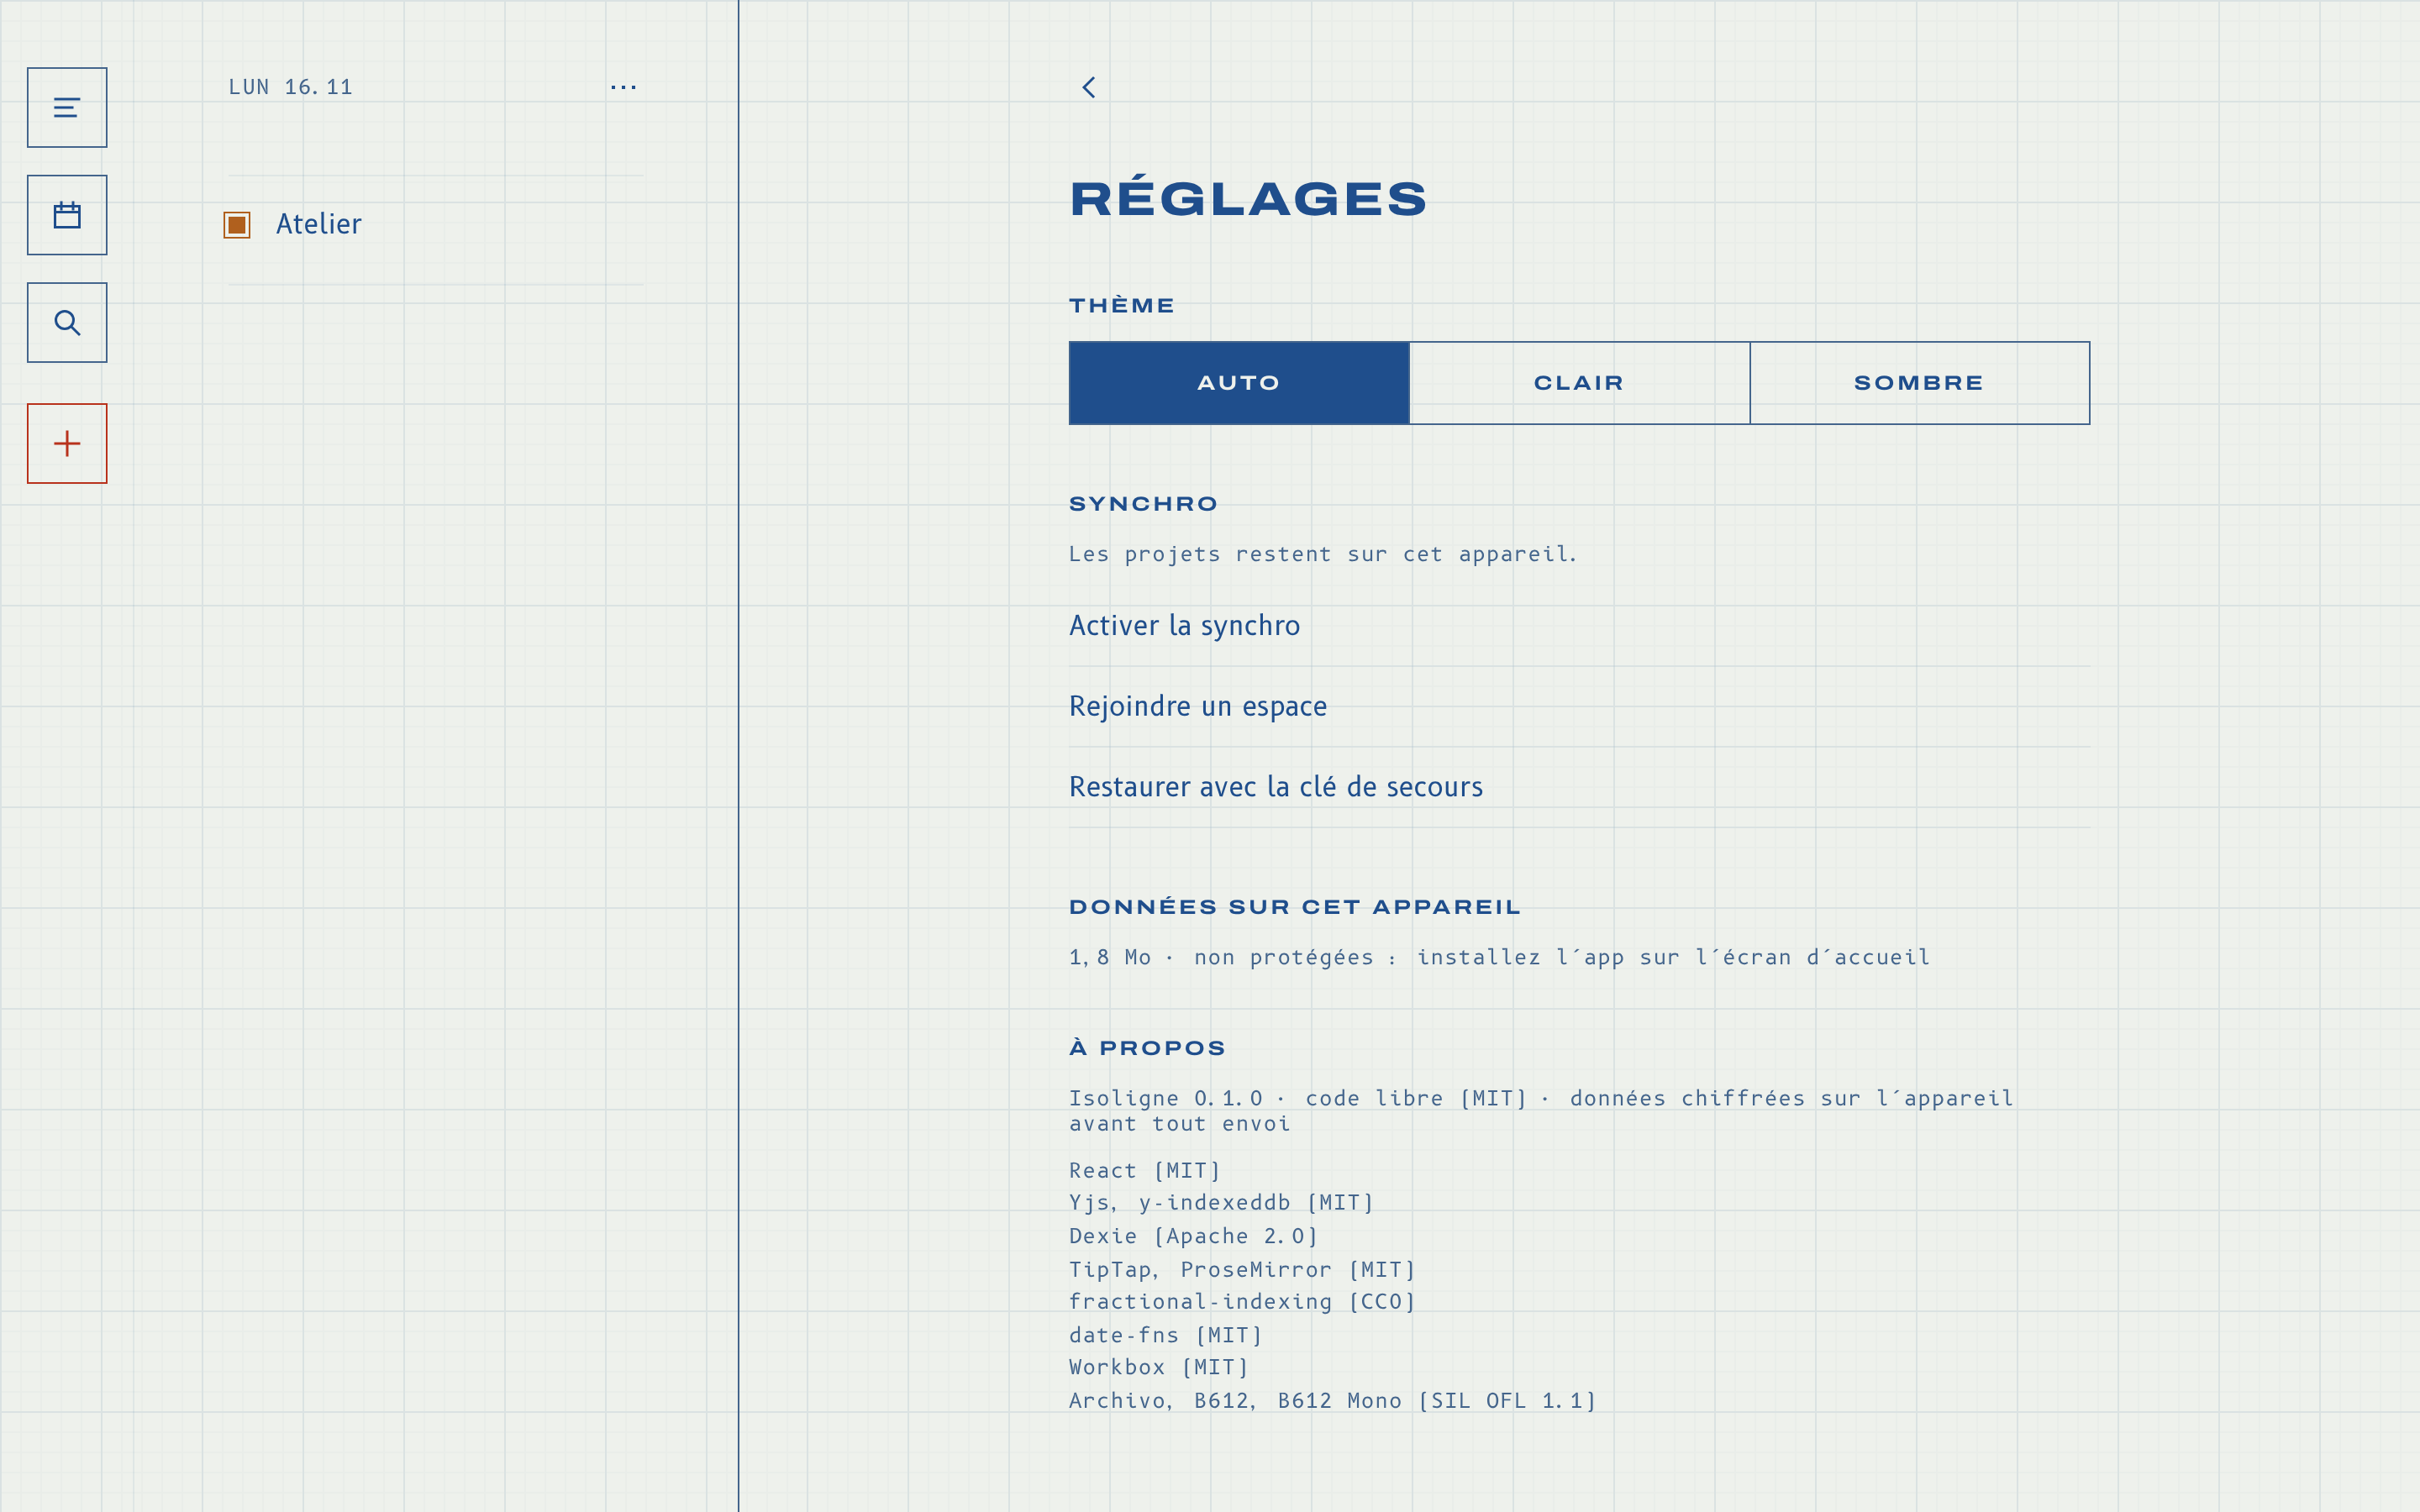 LUN 16.11
Atelier
RÉGLAGES
THÈME
AUTO
CLAIR
SOMBRE
SYNCHRO
Les projets restent sur cet appareil.
Activer la synchro
Rejoindre un espace
Restaurer avec la clé de secours
DONNÉES SUR CET APPAREIL
1,8 Mo · non protégées : installez l´app sur l´écran d´accueil
À PROPOS
Isoligne 0.1.0 · code libre (MIT) · données chiffrées sur l´appareil
avant tout envoi
React (MIT)
Yjs, y-indexeddb (MIT)
Dexie (Apache 2.0)
TipTap, ProseMirror (MIT)
fractional-indexing (CC0)
date-fns (MIT)
Workbox (MIT)
Archivo, B612, B612 Mono (SIL OFL 1.1)